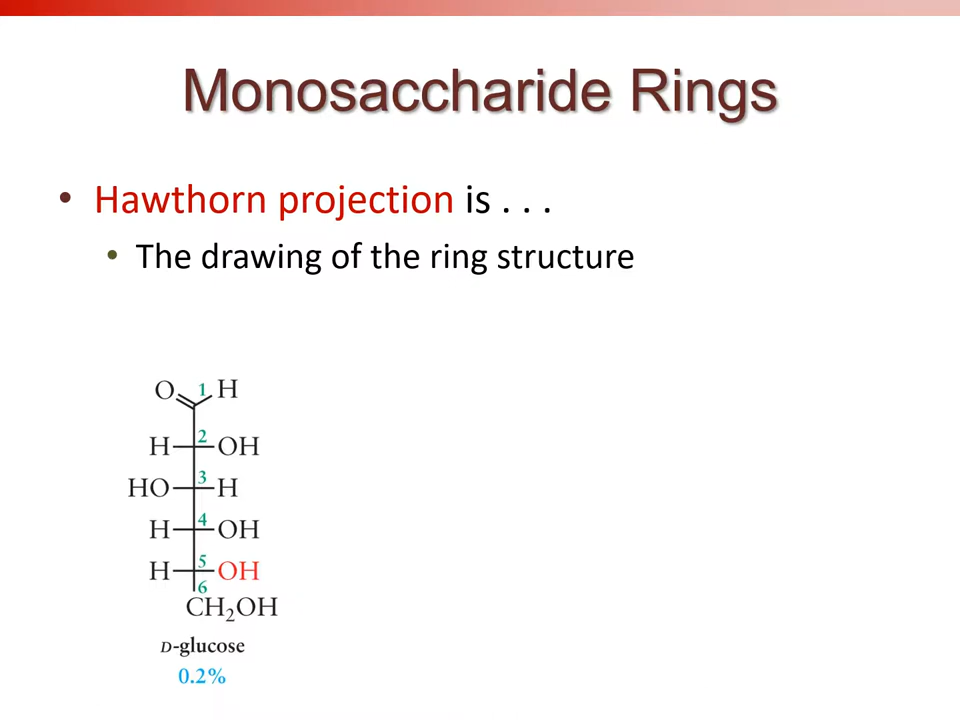 Monosaccharide Rings
• Hawthorn projection is . . .
• The drawing of the ring structure
O 1 H
2
H OH
3
HO H
4
H OH
5
H OH
6
CH₂OH
D-glucose
0.2%